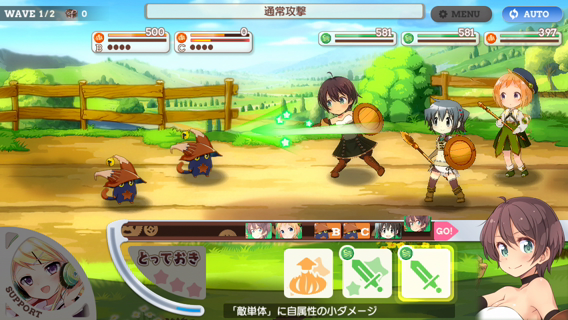 WAVE 1/2 0
通常攻撃
MENU
AUTO
500
B
0
C
581
581
397
B
C
GO!
とっておき
SUPPORT
「敵単体」に自属性の小ダメージ